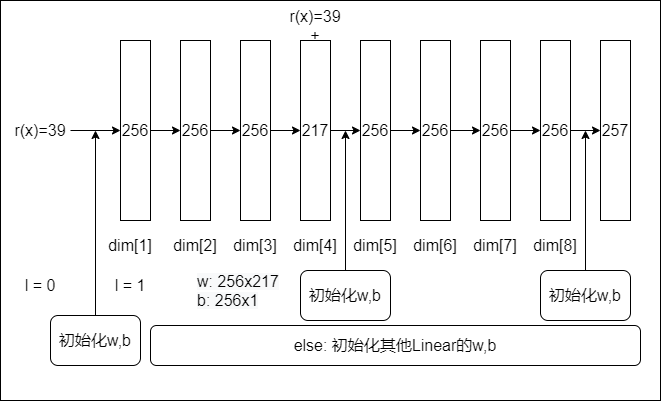 r(x)=39
+
r(x)=39
256
256
256
217
256
256
256
256
257
dim[1]
dim[2]
dim[3]
dim[4]
dim[5]
dim[6]
dim[7]
dim[8]
l = 0
l = 1
w: 256x217
b: 256x1
初始化w,b
初始化w,b
初始化w,b
else: 初始化其他Linear的w,b